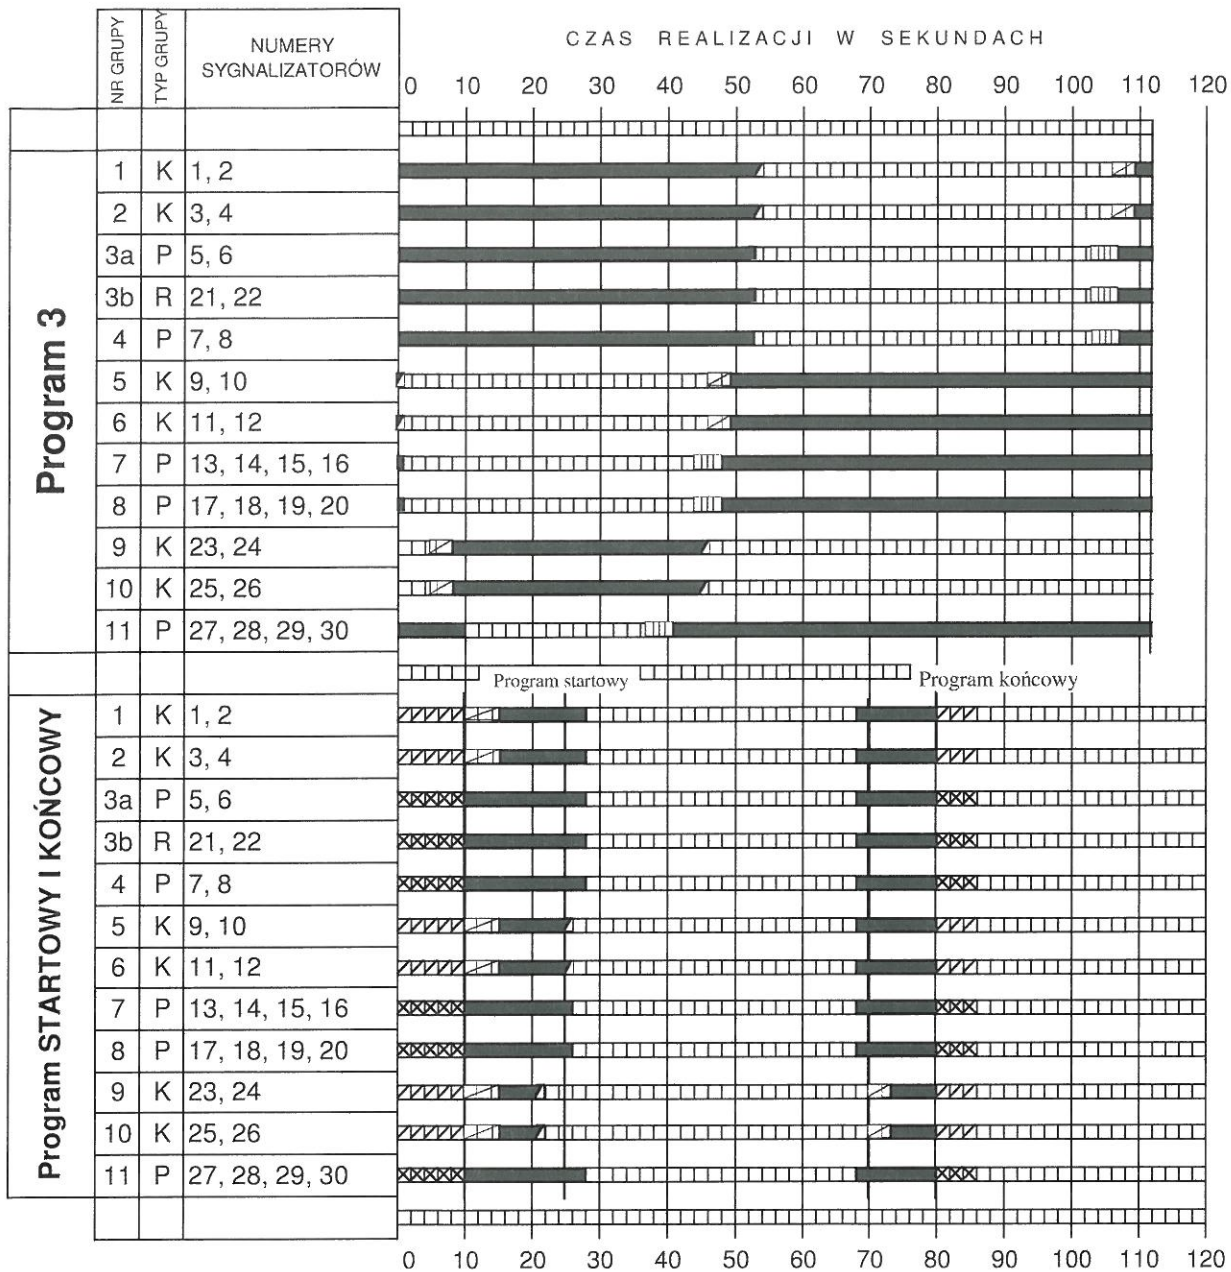 NR GRUPY
TYP GRUPY
NUMERY SYGNALIZATORÓW
CZAS REALIZACJI W SEKUNDACH
0 10 20 30 40 50 60 70 80 90 100 110 120
Program 3
1 K 1, 2
2 K 3, 4
3a P 5, 6
3b R 21, 22
4 P 7, 8
5 K 9, 10
6 K 11, 12
7 P 13, 14, 15, 16
8 P 17, 18, 19, 20
9 K 23, 24
10 K 25, 26
11 P 27, 28, 29, 30
Program startowy
Program końcowy
Program STARTOWY I KOŃCOWY
1 K 1, 2
2 K 3, 4
3a P 5, 6
3b R 21, 22
4 P 7, 8
5 K 9, 10
6 K 11, 12
7 P 13, 14, 15, 16
8 P 17, 18, 19, 20
9 K 23, 24
10 K 25, 26
11 P 27, 28, 29, 30
0 10 20 30 40 50 60 70 80 90 100 110 120